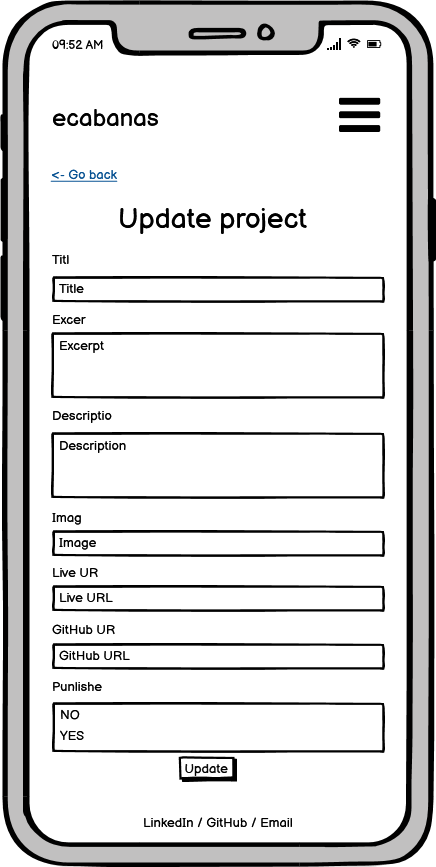 09:52 AM
ecabanas
<- Go back
Update project
Titl
Title
Excer
Excerpt
Descriptio
Description
Imag
Image
Live UR
Live URL
GitHub UR
GitHub URL
Punlishe
NO
YES
Update
LinkedIn / GitHub / Email